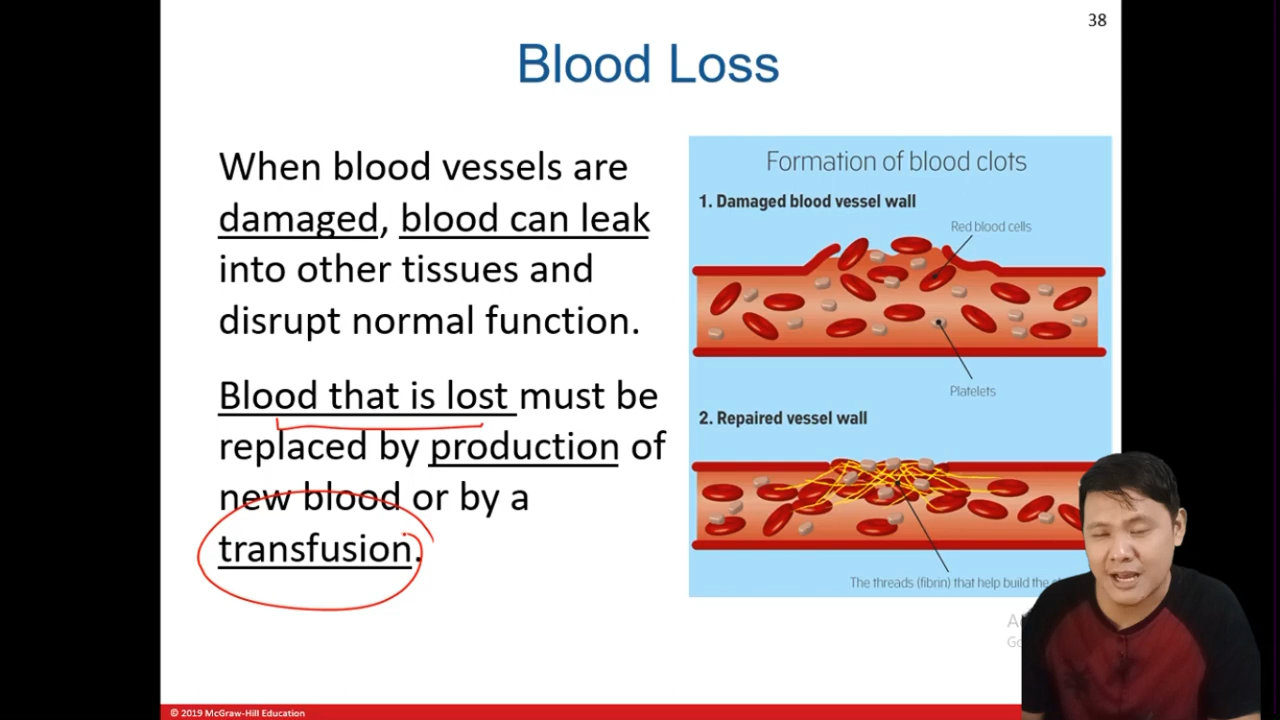 38
Blood Loss
When blood vessels are
damaged, blood can leak
into other tissues and
disrupt normal function.
Blood that is lost must be
replaced by production of
new blood or by a
transfusion.
Formation of blood clots
1. Damaged blood vessel wall
Red blood cells
Platelets
2. Repaired vessel wall
The threads (fibrin) that help build the
© 2019 McGraw-Hill Education